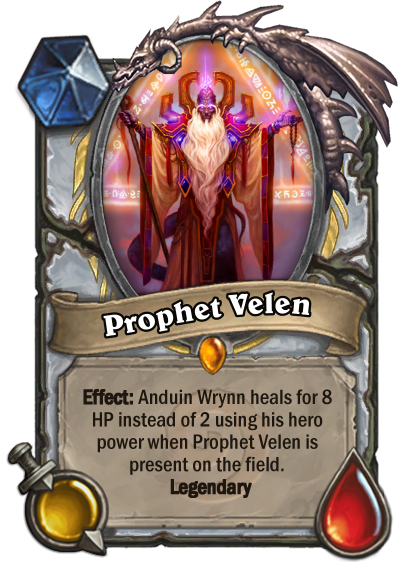 Prophet Velen
Effect: Anduin Wrynn heals for 8
HP instead of 2 using his hero
power when Prophet Velen is
present on the field.
Legendary